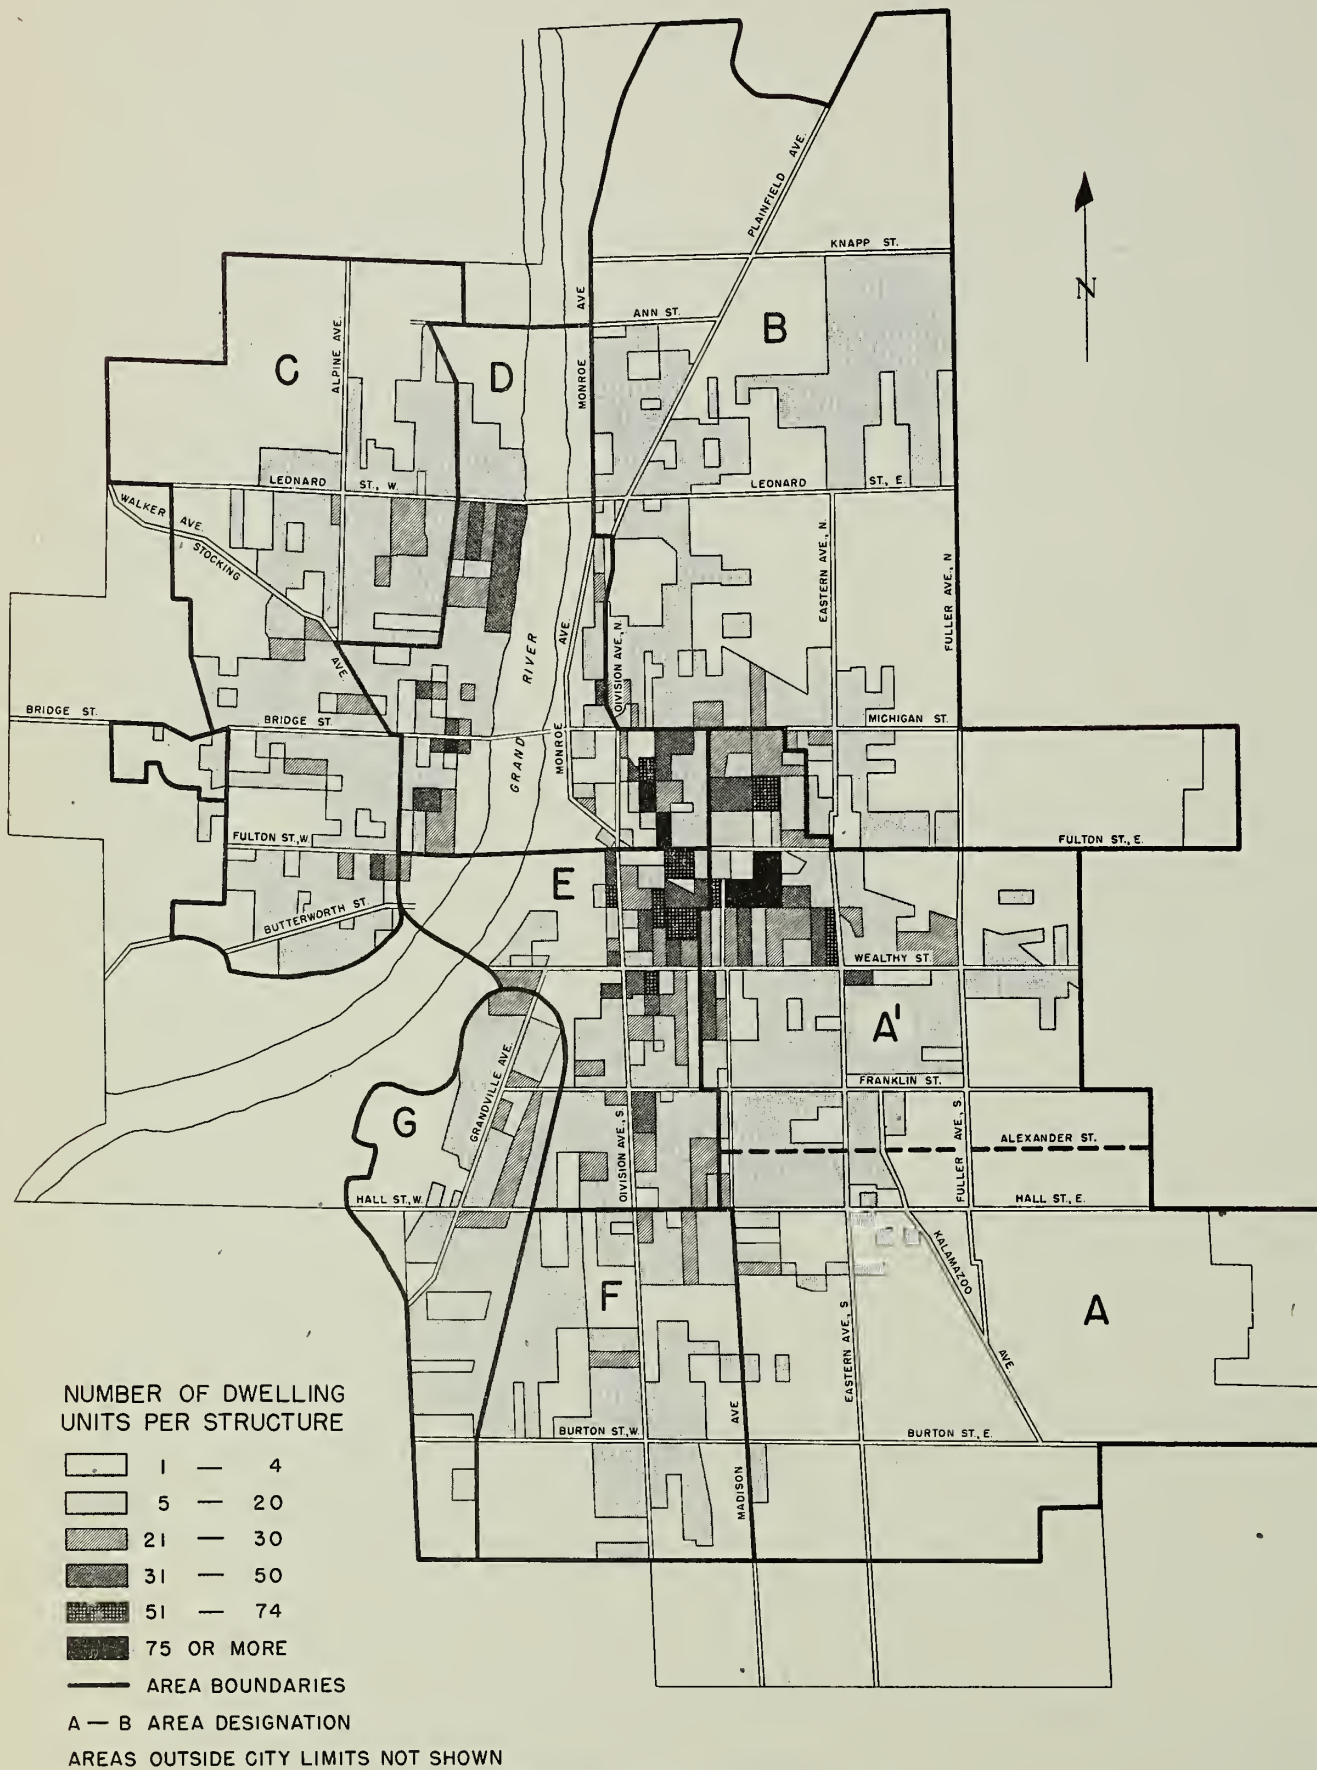 PLAINFIELD AVE.
KNAPP ST.
N
MONROE AVE
ANN ST.
B
C
ALPINE AVE.
D
LEONARD ST., W.
LEONARD ST., E.
WALKER AVE.
STOCKING AVE.
EASTERN AVE., N.
FULLER AVE., N
GRAND RIVER
MONROE AVE.
DIVISION AVE., N.
BRIDGE ST.
BRIDGE ST.
MICHIGAN ST.
FULTON ST., W.
FULTON ST., E.
E
BUTTERWORTH ST.
WEALTHY ST.
A'
GRANDVILLE AVE.
FRANKLIN ST.
G
DIVISION AVE., S.
FULLER AVE., S.
ALEXANDER ST.
HALL ST., W.
HALL ST., E.
KALAMAZOO AVE.
F
A
EASTERN AVE., S
MADISON AVE
BURTON ST., W.
BURTON ST., E.
NUMBER OF DWELLING
UNITS PER STRUCTURE
1 — 4
5 — 20
21 — 30
31 — 50
51 — 74
75 OR MORE
AREA BOUNDARIES
A — B AREA DESIGNATION
AREAS OUTSIDE CITY LIMITS NOT SHOWN